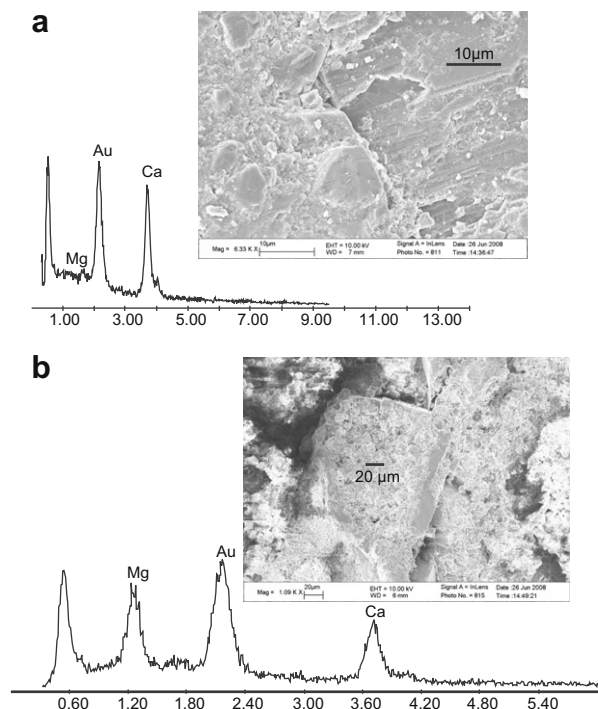 a
10μm
Au
Ca
Mg
Mag = 6.33 K X
10μm
EHT = 10.00 kV
WD = 7 mm
Signal A = InLens
Photo No. = 811
Date :26 Jun 2008
Time :14:36:47
1.00 3.00 5.00 7.00 9.00 11.00 13.00
b
20 μm
Mg
Au
Mag = 1.09 K X
20μm
EHT = 10.00 kV
WD = 6 mm
Signal A = InLens
Photo No. = 815
Date :26 Jun 2008
Time :14:49:21
Ca
0.60 1.20 1.80 2.40 3.00 3.60 4.20 4.80 5.40